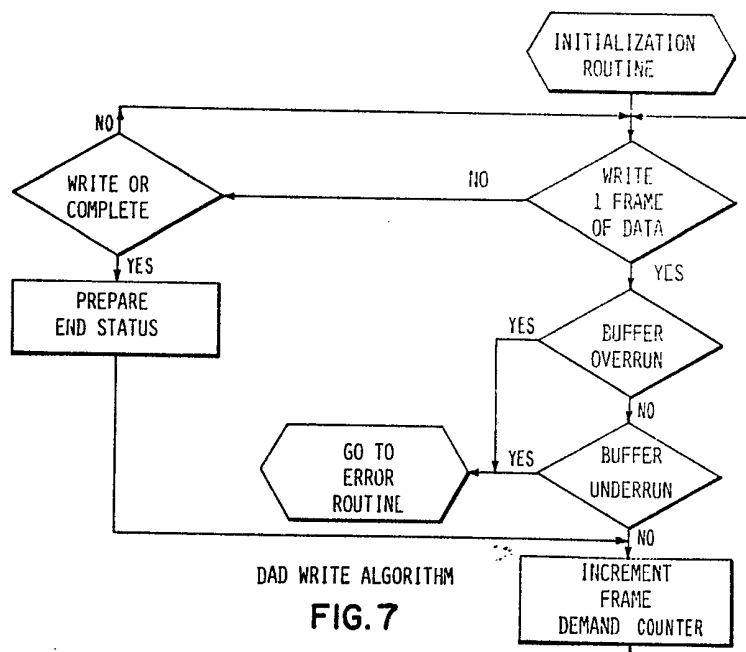 INITIALIZATION
ROUTINE
NO
WRITE OR
COMPLETE
NO
WRITE
1 FRAME
OF DATA
YES
YES
PREPARE
END STATUS
YES
BUFFER
OVERRUN
NO
GO TO
ERROR
ROUTINE
YES
BUFFER
UNDERRUN
NO
DAD WRITE ALGORITHM
FIG. 7
INCREMENT
FRAME
DEMAND COUNTER